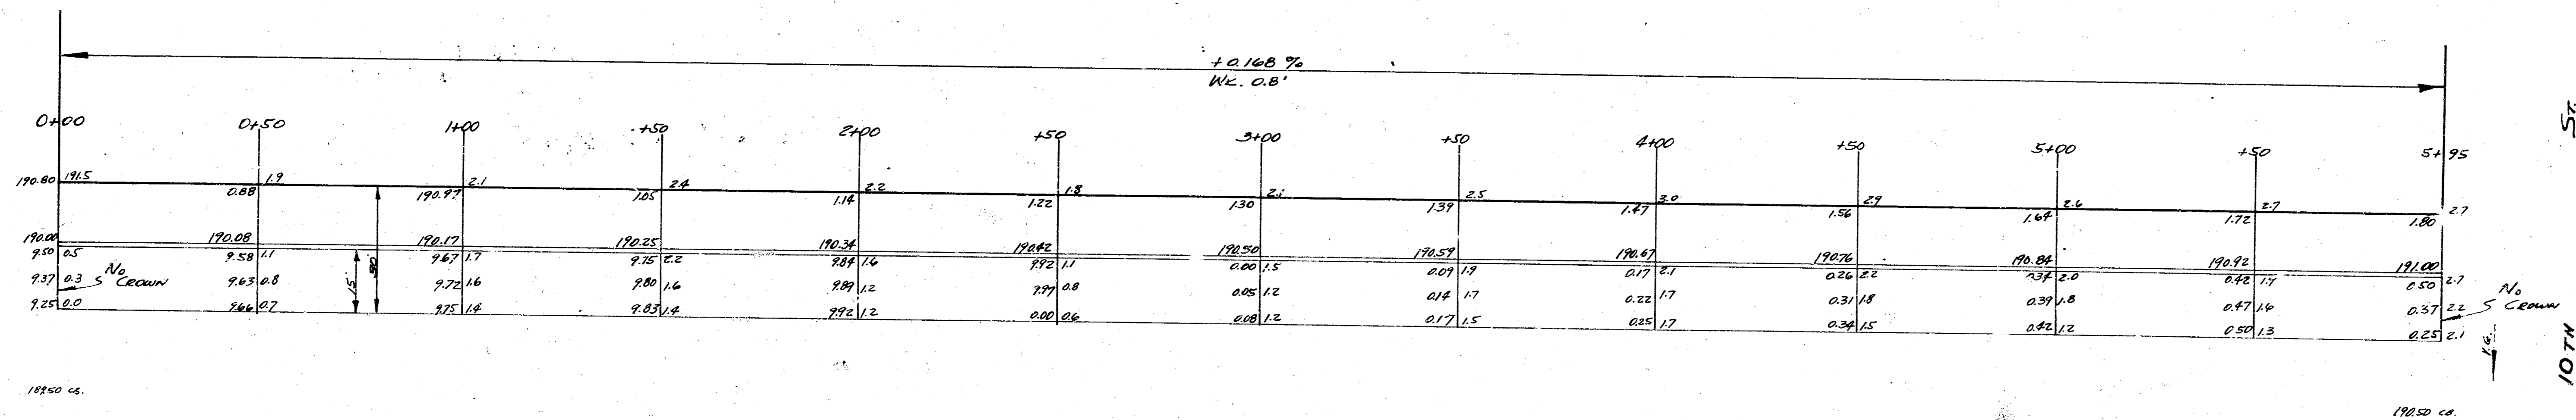 +0.168 %
Wk. 0.8'
0+00 0+50 1+00 +50 2+00 +50 3+00 +50 4+00 +50 5+00 +50 5+95
190.80 191.5 1.9 2.1 2.4 2.2 1.8 2.1 2.5 3.0 2.9 2.6 2.7 2.7
0.88 190.97 1.05 1.14 1.22 1.30 1.39 1.47 1.56 1.64 1.72 1.80
190.00 190.08 190.17 190.25 190.34 190.42 190.50 190.59 190.67 190.76 190.84 190.92 191.00
9.50 0.5 9.58 1.1 9.67 1.7 9.75 2.2 9.84 1.6 9.92 1.1 0.00 1.5 0.09 1.9 0.17 2.1 0.26 2.2 0.34 2.0 0.42 1.7 0.50 2.7
9.37 0.3 No Crown 9.63 0.8 9.72 1.6 9.80 1.6 9.89 1.2 9.97 0.8 0.05 1.2 0.14 1.7 0.22 1.7 0.31 1.8 0.39 1.8 0.47 1.6 0.37 2.2 No Crown
9.25 0.0 9.66 0.7 9.75 1.4 9.83 1.4 9.92 1.2 0.00 0.6 0.08 1.2 0.17 1.5 0.25 1.7 0.34 1.5 0.42 1.2 0.50 1.3 0.25 2.1
15
30
10TH ST.
189.50 cb.
190.50 cb.